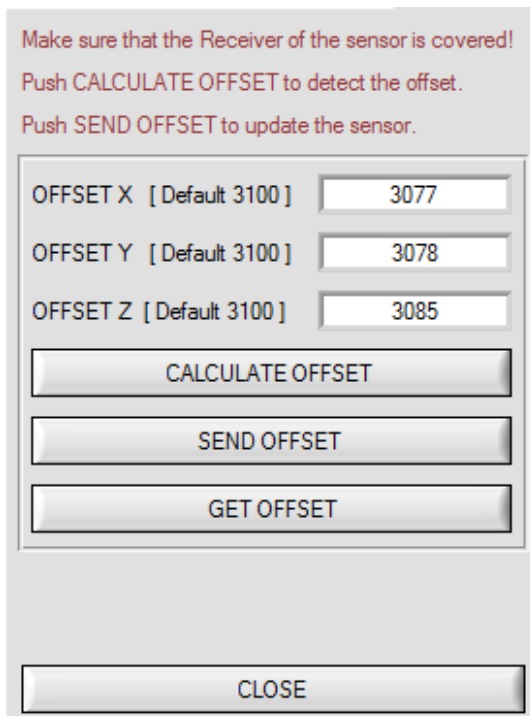 Make sure that the Receiver of the sensor is covered!
Push CALCULATE OFFSET to detect the offset.
Push SEND OFFSET to update the sensor.
OFFSET X [ Default 3100 ] 3077
OFFSET Y [ Default 3100 ] 3078
OFFSET Z [ Default 3100 ] 3085
CALCULATE OFFSET
SEND OFFSET
GET OFFSET
CLOSE